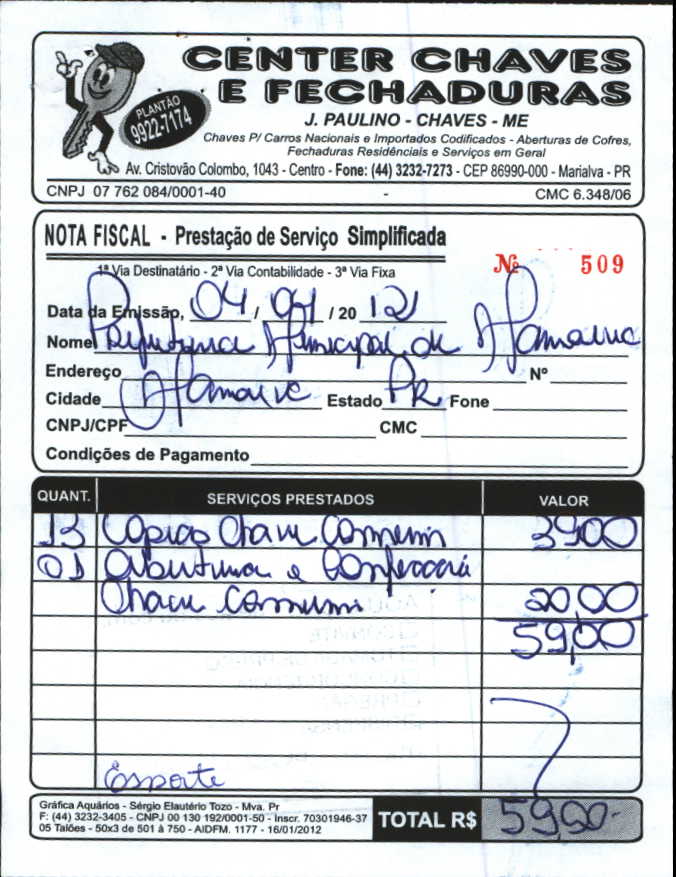 CENTER CHAVES
E FECHADURAS
PLANTÃO
9922-7174
J. PAULINO - CHAVES - ME
Chaves P/ Carros Nacionais e Importados Codificados - Aberturas de Cofres,
Fechaduras Residênciais e Serviços em Geral
Av. Cristovão Colombo, 1043 - Centro - Fone: (44) 3232-7273 - CEP 86990-000 - Marialva - PR
CNPJ 07 762 084/0001-40 - CMC 6.348/06
NOTA FISCAL - Prestação de Serviço Simplificada
Nº 509
1ª Via Destinatário - 2ª Via Contabilidade - 3ª Via Fixa
Data da Emissão, 04 / 04 / 20 12
Nome Prefeitura Municipal de Marialva
Endereço Nº
Cidade Marialva Estado PR Fone
CNPJ/CPF CMC
Condições de Pagamento
QUANT. SERVIÇOS PRESTADOS VALOR
13 Copias Chave Comum 39,00
01 abertura e Confeccoã
Chave Comum 20,00
59,00
Esporte
Gráfica Aquários - Sérgio Elautério Tozo - Mva. Pr
F: (44) 3232-3405 - CNPJ 00 130 192/0001-50 - Inscr. 70301946-37
05 Talões - 50x3 de 501 à 750 - AIDFM. 1177 - 16/01/2012
TOTAL R$ 59,00